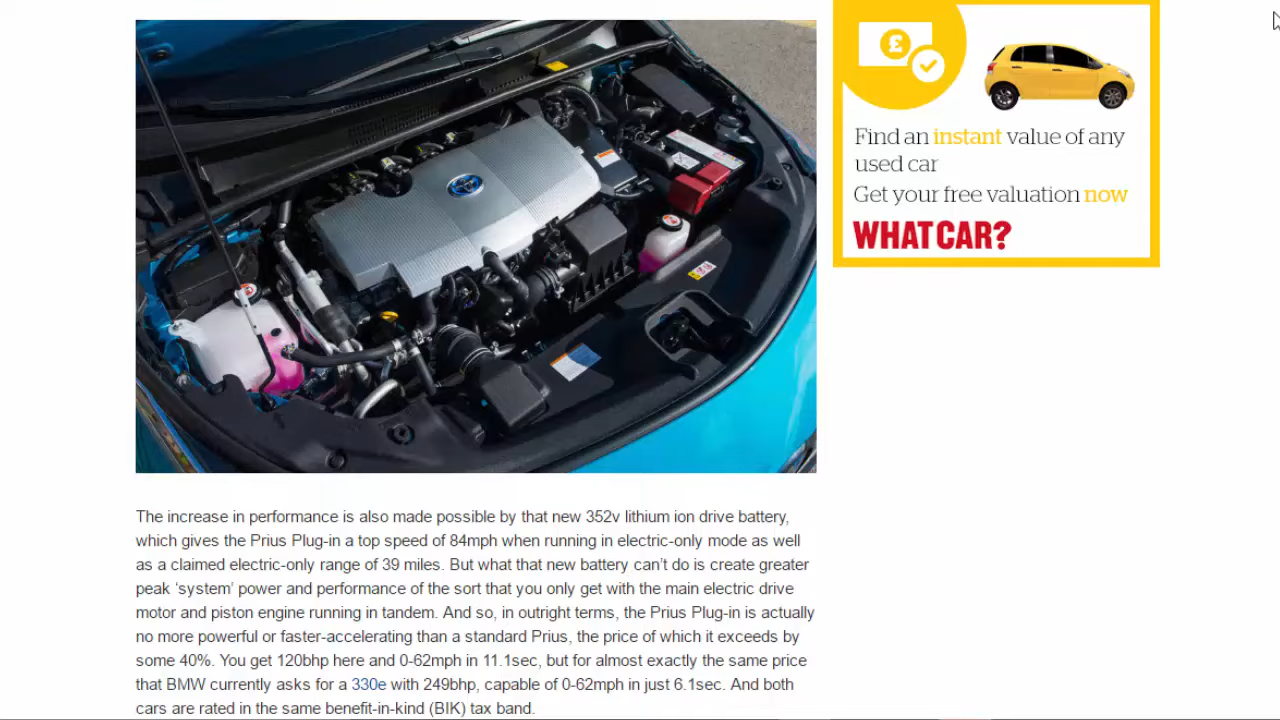 Find an instant value of any
used car
Get your free valuation now
WHAT CAR?
The increase in performance is also made possible by that new 352v lithium ion drive battery,
which gives the Prius Plug-in a top speed of 84mph when running in electric-only mode as well
as a claimed electric-only range of 39 miles. But what that new battery can’t do is create greater
peak ‘system’ power and performance of the sort that you only get with the main electric drive
motor and piston engine running in tandem. And so, in outright terms, the Prius Plug-in is actually
no more powerful or faster-accelerating than a standard Prius, the price of which it exceeds by
some 40%. You get 120bhp here and 0-62mph in 11.1sec, but for almost exactly the same price
that BMW currently asks for a 330e with 249bhp, capable of 0-62mph in just 6.1sec. And both
cars are rated in the same benefit-in-kind (BIK) tax band.